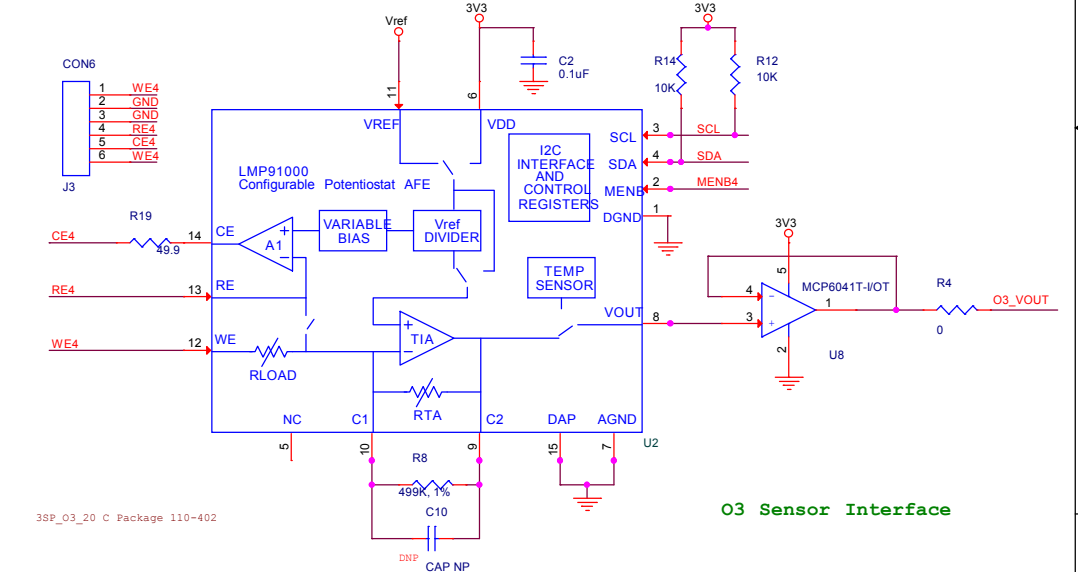 Vref
3V3
3V3
CON6
C2
0.1uF
R14
10K
R12
10K
1 WE4
2 GND
3 GND
4 RE4
5 CE4
6 WE4
J3
11
6
VREF
VDD
SCL 3 SCL
SDA 4 SDA
MENB 2 MENB4
DGND 1
I2C
INTERFACE
AND
CONTROL
REGISTERS
LMP91000
Configurable Potentiostat AFE
R19
49.9
CE4
14
CE
A1
+
−
VARIABLE
BIAS
Vref
DIVIDER
RE4
13
RE
WE4
12
WE
RLOAD
TEMP
SENSOR
+
−
TIA
RTA
VOUT
8
3V3
5
MCP6041T-I/OT
4
−
3
+
1
2
U8
R4
0
O3_VOUT
NC
C1
C2
DAP
AGND
U2
5
10
9
15
7
R8
499K, 1%
C10
DNP
CAP NP
3SP_O3_20 C Package 110-402
O3 Sensor Interface